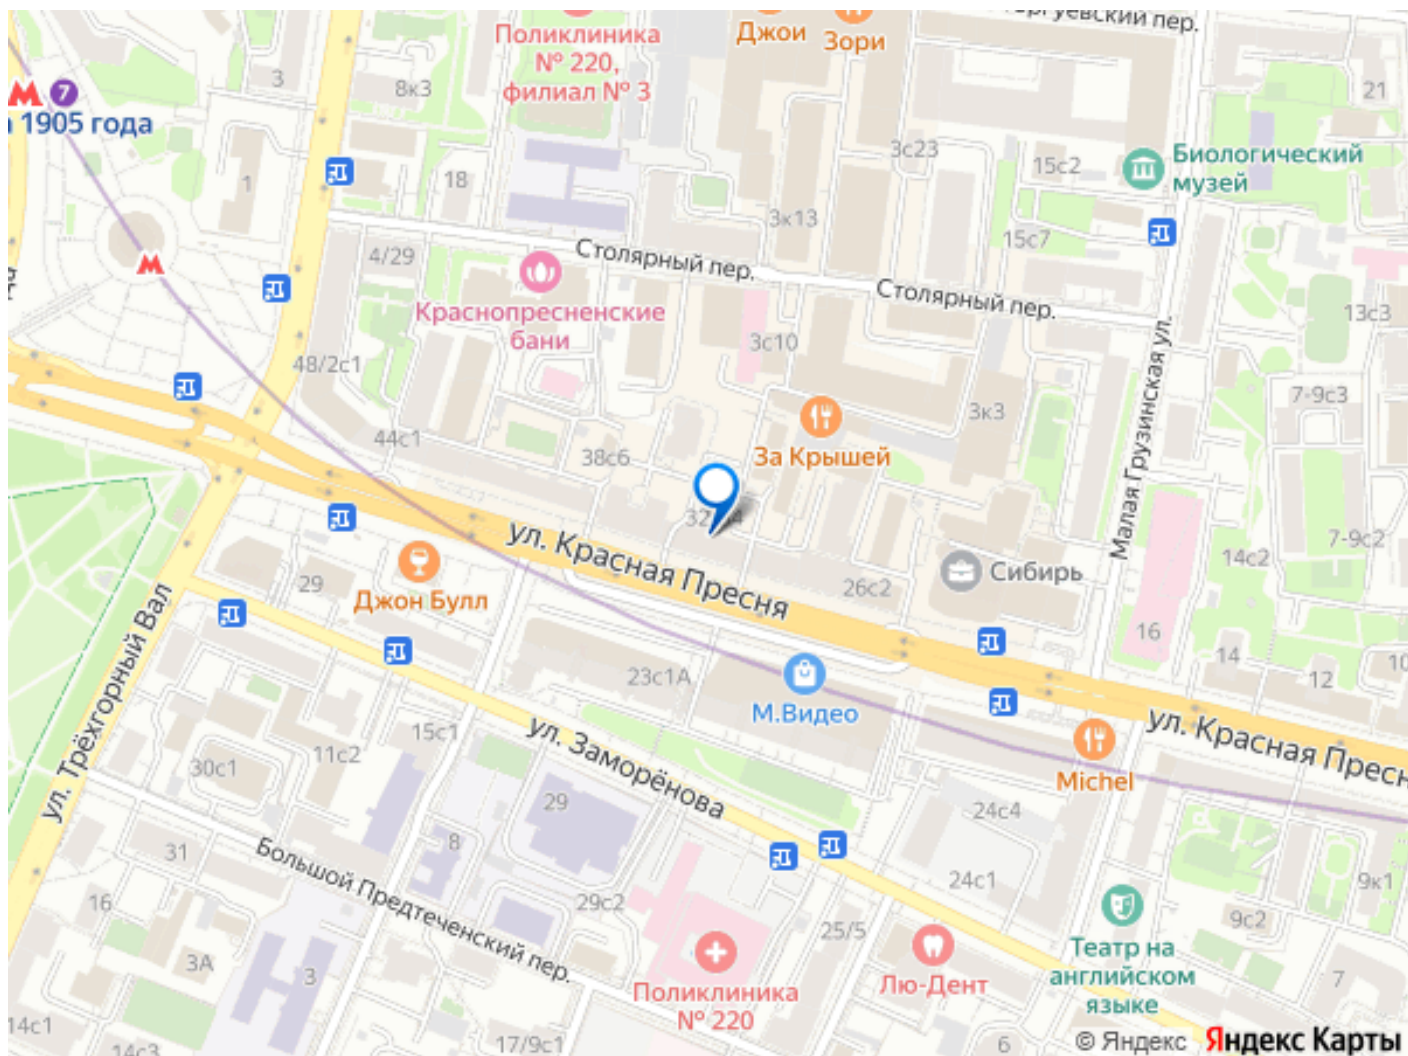 Поликлиника
№ 220,
филиал № 3
Джои
Зори
3
8к3
21
7
1905 года
3с23
15с2
Биологический
музей
1
18
3к13
15с7
4/29
Столярный пер.
Столярный пер.
Краснопресненские
бани
13с3
3с10
48/2с1
7-9с3
3к3
Малая Грузинская ул.
44с1
38с6
За Крышей
ул. Красная Пресня
7-9с2
14с2
29
Джон Булл
26с2
Сибирь
ул. Трёхгорный Вал
16
14
12
10
23с1А
М.Видео
ул. Красная Пресн
15с1
11с2
30с1
ул. Заморёнова
Michel
29
24с4
8
31
Большой Предтеченский пер.
24с1
9к1
16
29с2
25/5
9с2
3А
3
Театр на
английском
языке
7
Лю-Дент
Поликлиника
№ 220
14с1
14с3
17/9с1
6
© Яндекс Яндекс Карты